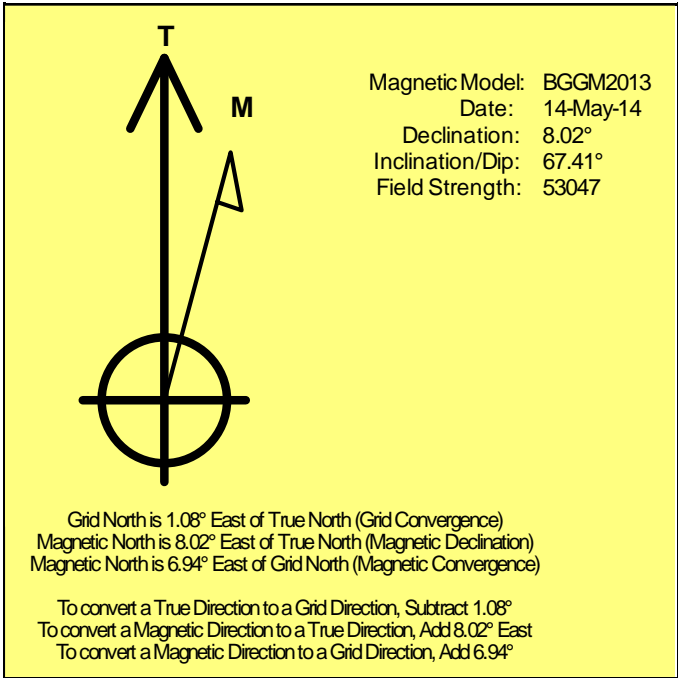 T
M
Magnetic Model: BGGM2013
Date: 14-May-14
Declination: 8.02°
Inclination/Dip: 67.41°
Field Strength: 53047
Grid North is 1.08° East of True North (Grid Convergence)
Magnetic North is 8.02° East of True North (Magnetic Declination)
Magnetic North is 6.94° East of Grid North (Magnetic Convergence)
To convert a True Direction to a Grid Direction, Subtract 1.08°
To convert a Magnetic Direction to a True Direction, Add 8.02° East
To convert a Magnetic Direction to a Grid Direction, Add 6.94°